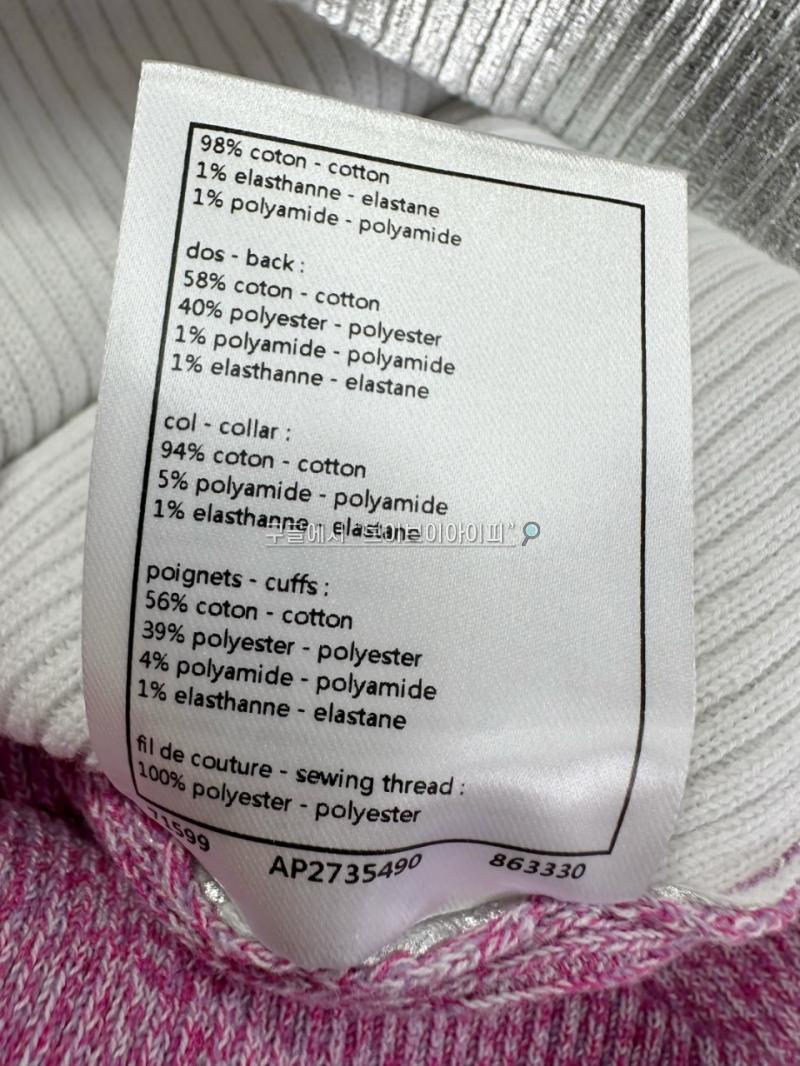 98% coton - cotton
1% elasthanne - elastane
1% polyamide - polyamide
dos - back :
58% coton - cotton
40% polyester - polyester
1% polyamide - polyamide
1% elasthanne - elastane
col - collar :
94% coton - cotton
5% polyamide - polyamide
1% elasthanne - elastane
poignets - cuffs :
56% coton - cotton
39% polyester - polyester
4% polyamide - polyamide
1% elasthanne - elastane
fil de couture - sewing thread :
100% polyester - polyester
71599 AP2735490 863330